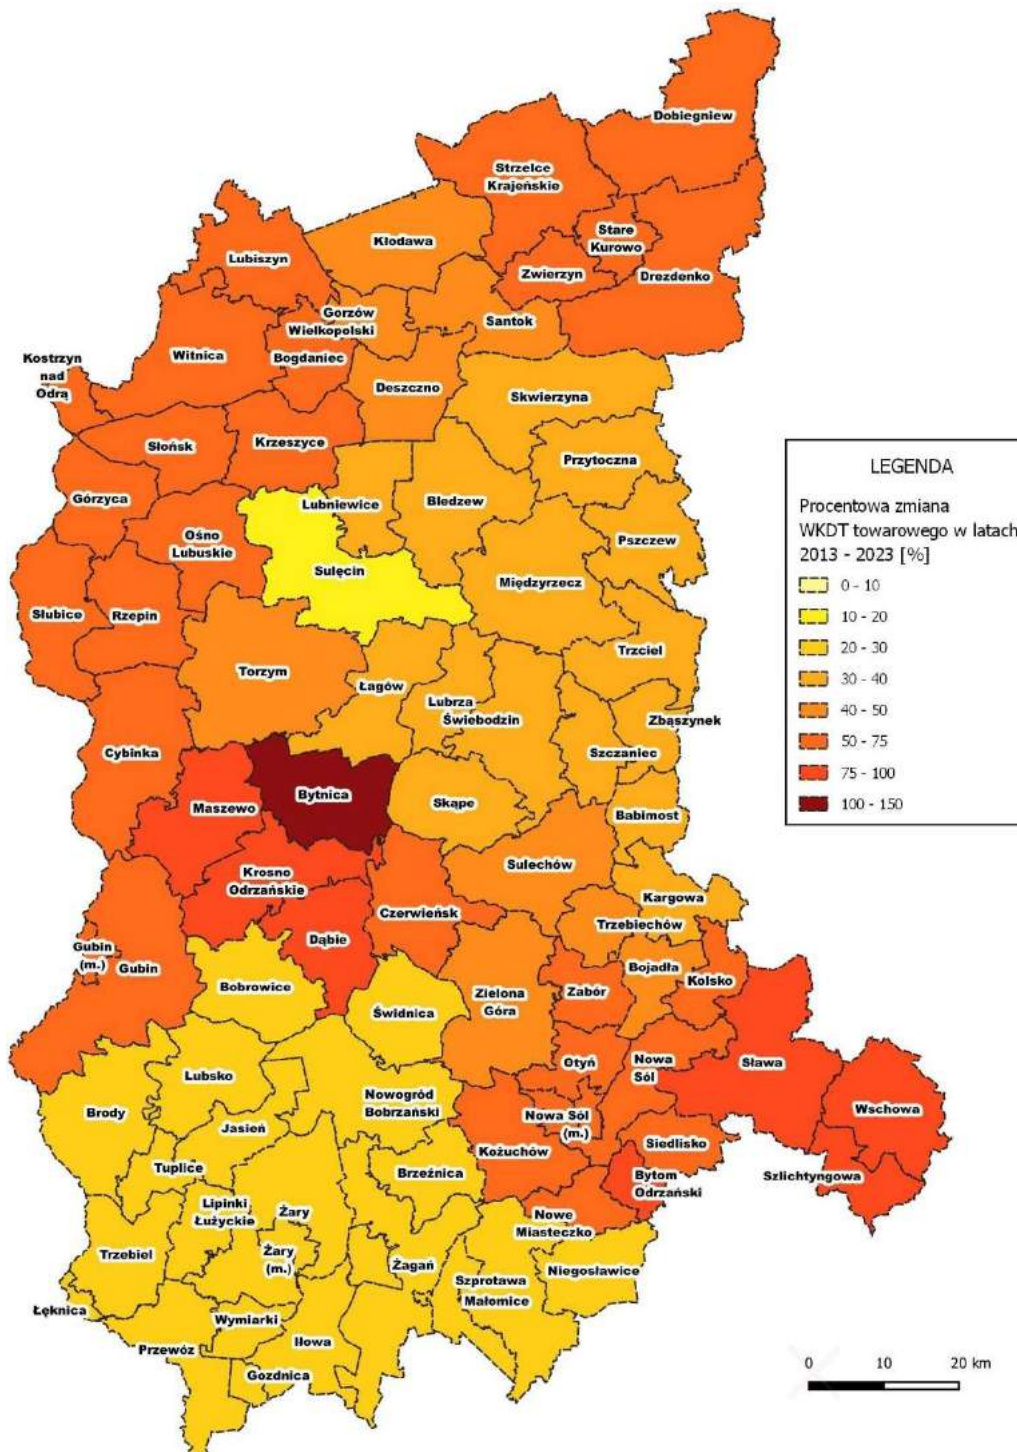 Dobiegniew
Strzelce
Krajeńskie
Stare
Kurowo
Kłodawa
Lubiszyn
Zwierzyn
Drezdenko
Gorzów
Wielkopolski
Santok
Witnica
Bogdaniec
Kostrzyn
nad
Odrą
Deszczno
Skwierzyna
Słońsk
Krzeszyce
Przytoczna
Górzyca
Lubniewice
Bledzew
Ośno
Lubuskie
Pszczew
Sulęcin
Międzyrzecz
Słubice
Rzepin
Trzciel
Torzym
Łagów
Lubrza
Świebodzin
Zbąszynek
Cybinka
Szczaniec
Bytnica
Maszewo
Skąpe
Babimost
Krosno
Odrzańskie
Sulechów
Kargowa
Czerwieńsk
Trzebiechów
Dąbie
Gubin
(m.)
Gubin
Bojadła
Kolsko
Bobrowice
Zielona
Góra
Zabór
Świdnica
Otyń
Nowa
Sól
Sława
Lubsko
Nowogród
Bobrzański
Brody
Wschowa
Jasień
Nowa Sól
(m.)
Siedlisko
Kożuchów
Tuplice
Brzeźnica
Bytom
Odrzański
Szlichtyngowa
Lipinki
Łużyckie
Żary
Nowe
Miasteczko
Trzebiel
Żary
(m.)
Żagań
Niegosławice
Szprotawa
Małomice
Łęknica
Wymiarki
Przewóz
Iłowa
Gozdnica
LEGENDA
Procentowa zmiana
WKDT towarowego w latach
2013 - 2023 [%]
0 - 10
10 - 20
20 - 30
30 - 40
40 - 50
50 - 75
75 - 100
100 - 150
0 10 20 km